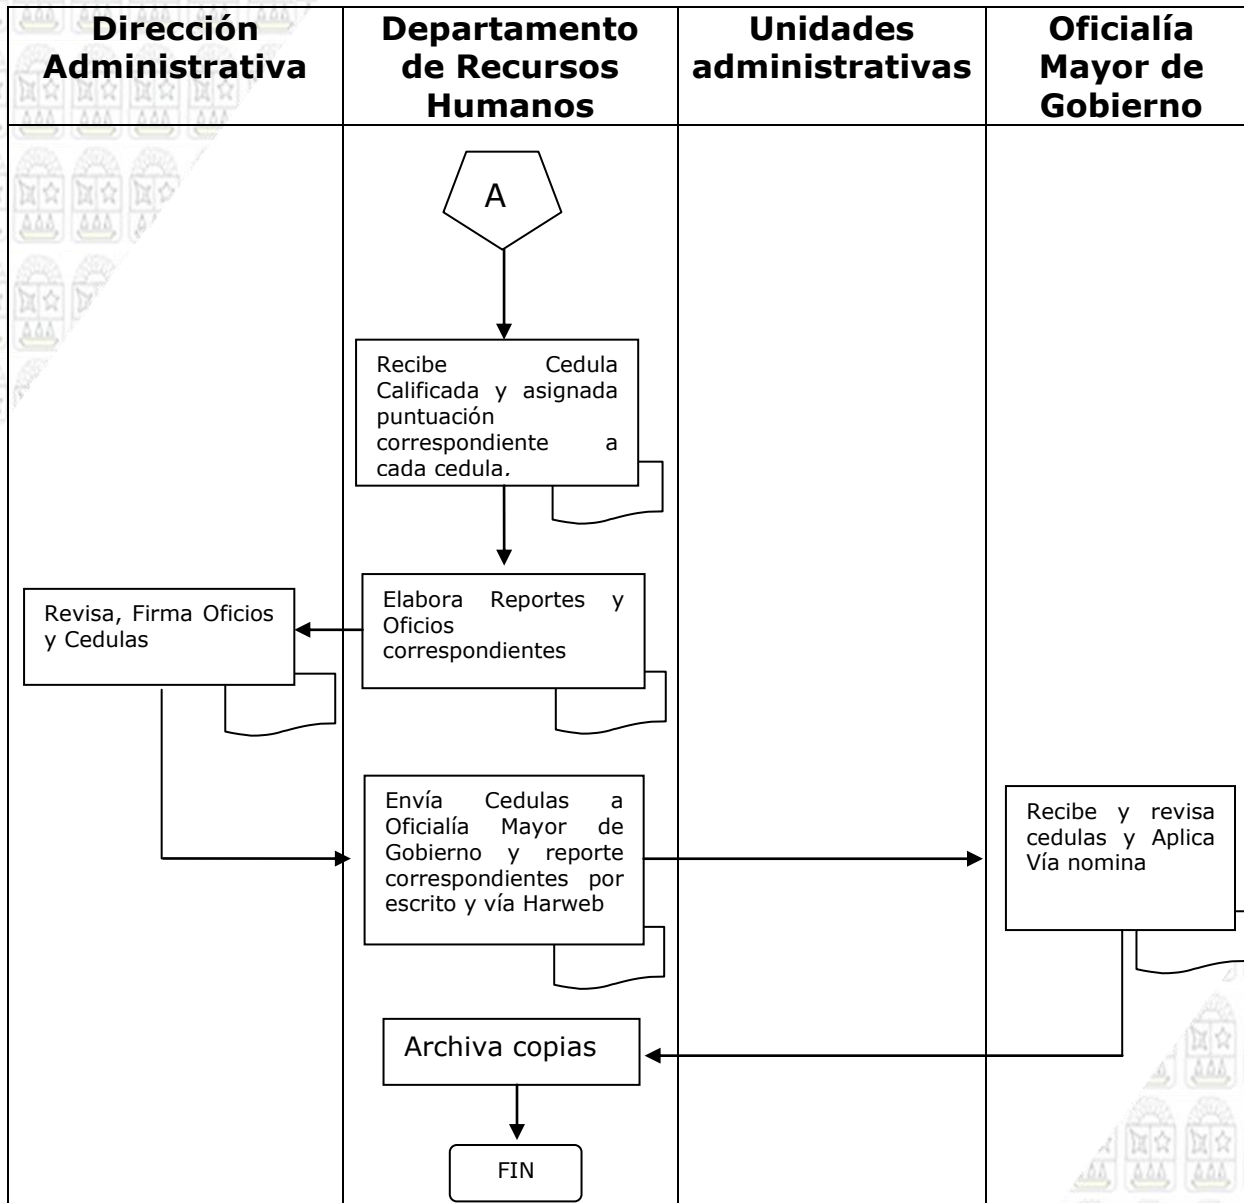 Dirección
Administrativa
Departamento
de Recursos
Humanos
Unidades
administrativas
Oficialía
Mayor de
Gobierno
A
Recibe Cedula
Calificada y asignada
puntuación
correspondiente a
cada cedula.
Elabora Reportes y
Oficios
correspondientes
Revisa, Firma Oficios
y Cedulas
Envía Cedulas a
Oficialía Mayor de
Gobierno y reporte
correspondientes por
escrito y vía Harweb
Recibe y revisa
cedulas y Aplica
Vía nomina
Archiva copias
FIN